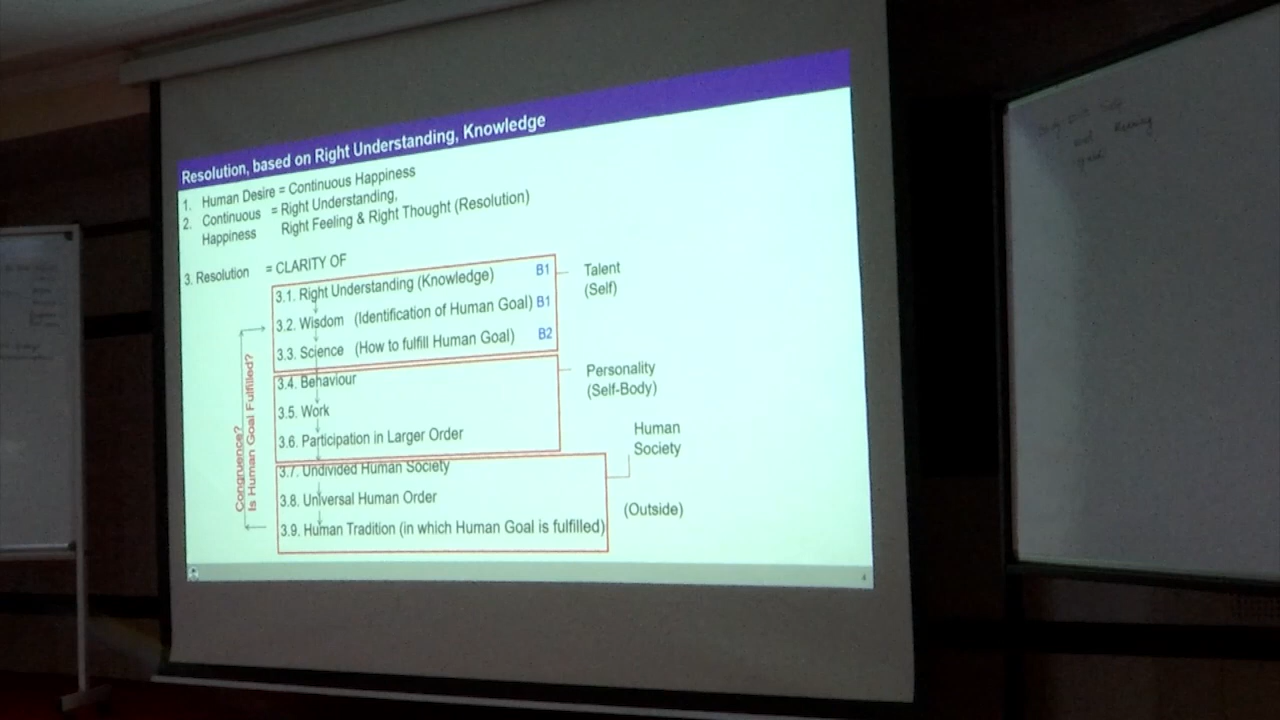 Resolution, based on Right Understanding, Knowledge
1. Human Desire = Continuous Happiness
2. Continuous = Right Understanding,
Happiness Right Feeling & Right Thought (Resolution)
3. Resolution = CLARITY OF
3.1. Right Understanding (Knowledge) B1
Talent
(Self)
3.2. Wisdom (Identification of Human Goal) B1
3.3. Science (How to fulfill Human Goal) B2
3.4. Behaviour
Personality
(Self-Body)
3.5. Work
3.6. Participation in Larger Order
Human
Society
3.7. Undivided Human Society
3.8. Universal Human Order
(Outside)
3.9. Human Tradition (in which Human Goal is fulfilled)
Congruence?
Is Human Goal Fulfilled?
4